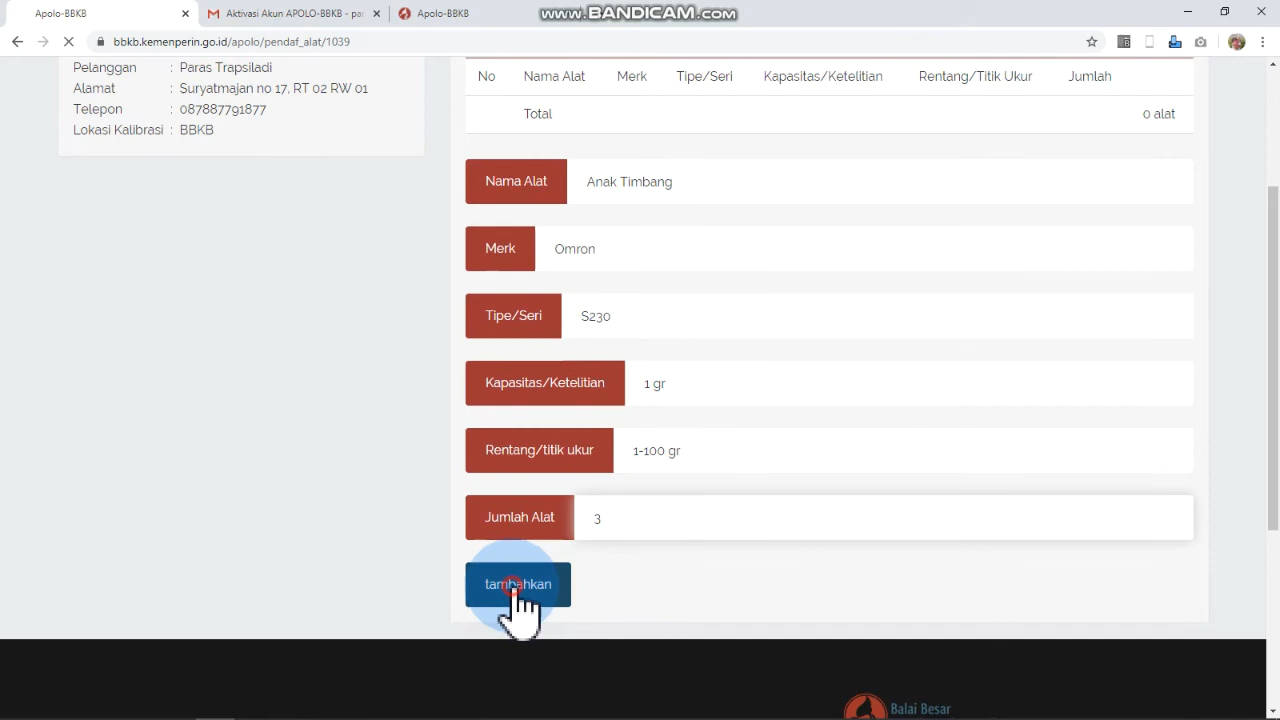 Apolo-BBKB
Aktivasi Akun APOLO-BBKB - par
Apolo-BBKB
www.BANDICAM.com
bbkb.kemenperin.go.id/apolo/pendaf_alat/1039
Pelanggan : Paras Trapsiladi
Alamat : Suryatmajan no 17, RT 02 RW 01
Telepon : 087887791877
Lokasi Kalibrasi : BBKB
No Nama Alat Merk Tipe/Seri Kapasitas/Ketelitian Rentang/Titik Ukur Jumlah
Total 0 alat
Nama Alat Anak Timbang
Merk Omron
Tipe/Seri S230
Kapasitas/Ketelitian 1 gr
Rentang/titik ukur 1-100 gr
Jumlah Alat 3
tambahkan
Balai Besar